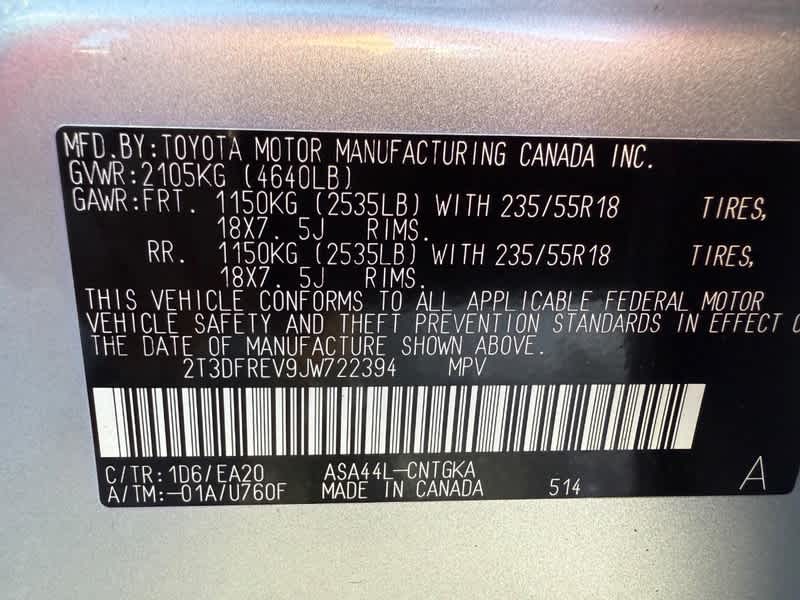 MFD.BY:TOYOTA MOTOR MANUFACTURING CANADA INC.
GVWR:2105KG (4640LB)
GAWR:FRT. 1150KG (2535LB) WITH 235/55R18 TIRES,
18X7. 5J RIMS.
RR. 1150KG (2535LB) WITH 235/55R18 TIRES,
18X7. 5J RIMS.
THIS VEHICLE CONFORMS TO ALL APPLICABLE FEDERAL MOTOR
VEHICLE SAFETY AND THEFT PREVENTION STANDARDS IN EFFECT
THE DATE OF MANUFACTURE SHOWN ABOVE.
2T3DFREV9JW722394 MPV
C/TR:1D6/EA20 ASA44L-CNTGKA
A/TM:-01A/U760F MADE IN CANADA 514 A